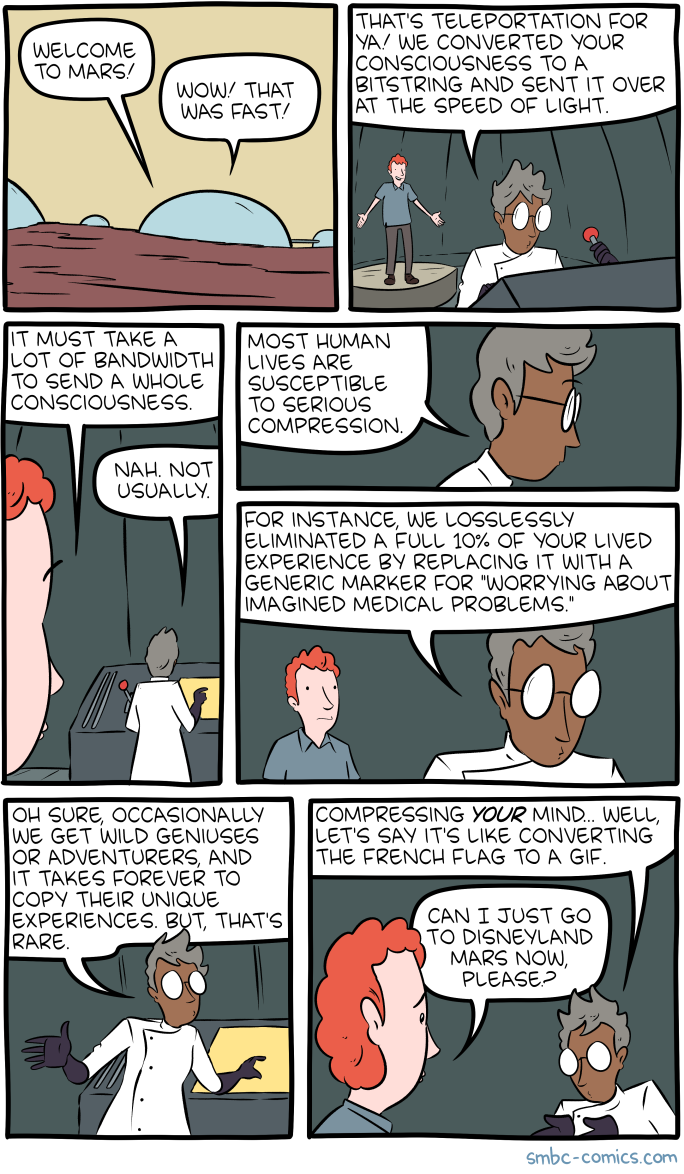 WELCOME
TO MARS!
WOW! THAT
WAS FAST!
THAT'S TELEPORTATION FOR
YA! WE CONVERTED YOUR
CONSCIOUSNESS TO A
BITSTRING AND SENT IT OVER
AT THE SPEED OF LIGHT.
IT MUST TAKE A
LOT OF BANDWIDTH
TO SEND A WHOLE
CONSCIOUSNESS.
NAH. NOT
USUALLY.
MOST HUMAN
LIVES ARE
SUSCEPTIBLE
TO SERIOUS
COMPRESSION.
FOR INSTANCE, WE LOSSLESSLY
ELIMINATED A FULL 10% OF YOUR LIVED
EXPERIENCE BY REPLACING IT WITH A
GENERIC MARKER FOR "WORRYING ABOUT
IMAGINED MEDICAL PROBLEMS."
OH SURE, OCCASIONALLY
WE GET WILD GENIUSES
OR ADVENTURERS, AND
IT TAKES FOREVER TO
COPY THEIR UNIQUE
EXPERIENCES. BUT, THAT'S
RARE.
COMPRESSING YOUR MIND... WELL,
LET'S SAY IT'S LIKE CONVERTING
THE FRENCH FLAG TO A GIF.
CAN I JUST GO
TO DISNEYLAND
MARS NOW,
PLEASE?
smbc-comics.com